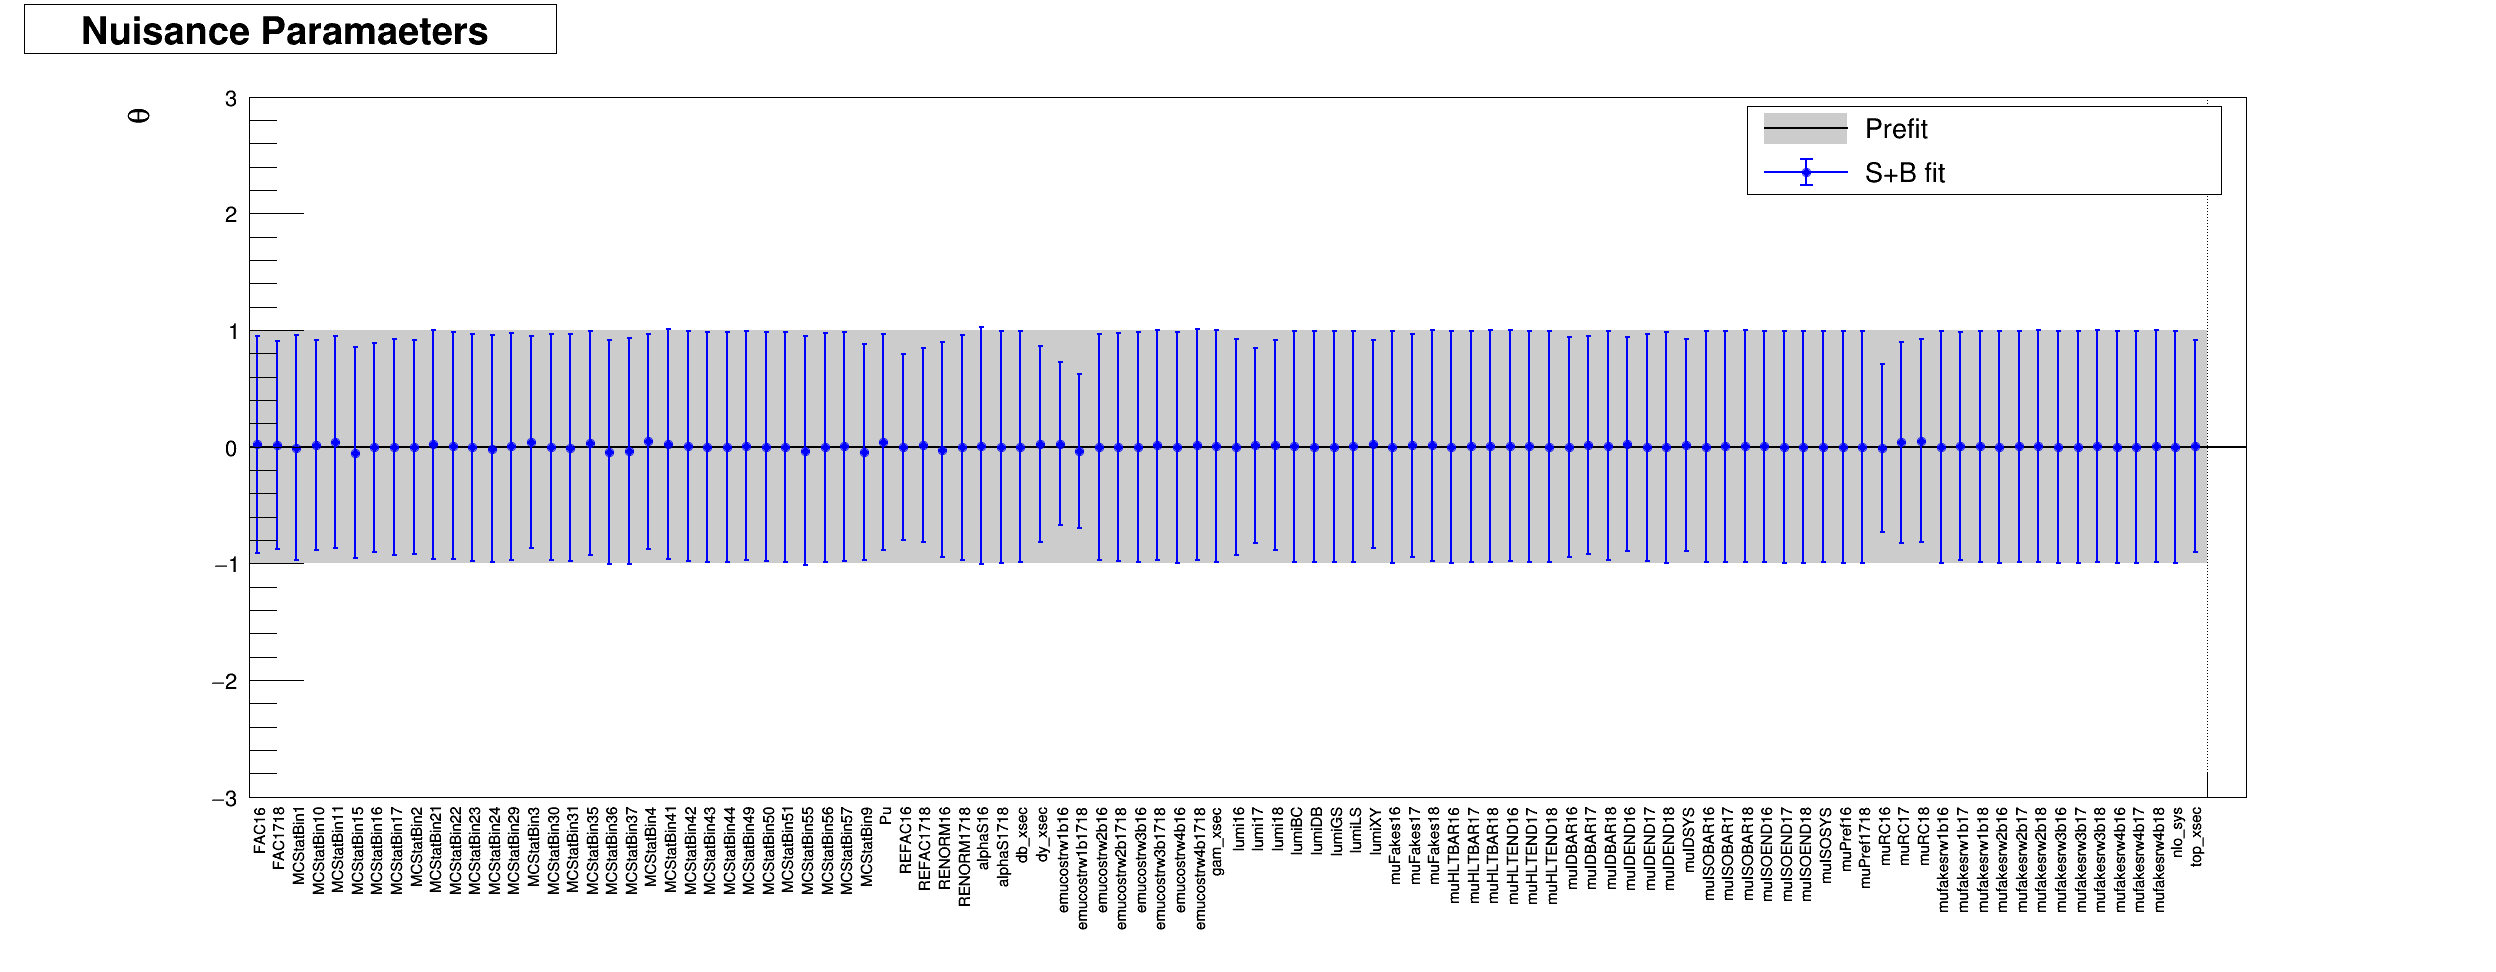 Nuisance Paramaeters
θ
3
2
1
0
−1
−2
−3
Prefit
S+B fit
FAC16
FAC1718
MCStatBin1
MCStatBin10
MCStatBin11
MCStatBin15
MCStatBin16
MCStatBin17
MCStatBin2
MCStatBin21
MCStatBin22
MCStatBin23
MCStatBin24
MCStatBin29
MCStatBin3
MCStatBin30
MCStatBin31
MCStatBin35
MCStatBin36
MCStatBin37
MCStatBin4
MCStatBin41
MCStatBin42
MCStatBin43
MCStatBin44
MCStatBin49
MCStatBin50
MCStatBin51
MCStatBin55
MCStatBin56
MCStatBin57
MCStatBin9
Pu
REFAC16
REFAC1718
RENORM16
RENORM1718
alphaS16
alphaS1718
db_xsec
dy_xsec
emucostrw1b16
emucostrw1b1718
emucostrw2b16
emucostrw2b1718
emucostrw3b16
emucostrw3b1718
emucostrw4b16
emucostrw4b1718
gam_xsec
lumi16
lumi17
lumi18
lumiBC
lumiDB
lumiGS
lumiLS
lumiXY
muFakes16
muFakes17
muFakes18
muHLTBAR16
muHLTBAR17
muHLTBAR18
muHLTEND16
muHLTEND17
muHLTEND18
muIDBAR16
muIDBAR17
muIDBAR18
muIDEND16
muIDEND17
muIDEND18
muIDSYS
muISOBAR16
muISOBAR17
muISOBAR18
muISOEND16
muISOEND17
muISOEND18
muISOSYS
muPref16
muPref1718
muRC16
muRC17
muRC18
mufakesrw1b16
mufakesrw1b17
mufakesrw1b18
mufakesrw2b16
mufakesrw2b17
mufakesrw2b18
mufakesrw3b16
mufakesrw3b17
mufakesrw3b18
mufakesrw4b16
mufakesrw4b17
mufakesrw4b18
nlo_sys
top_xsec